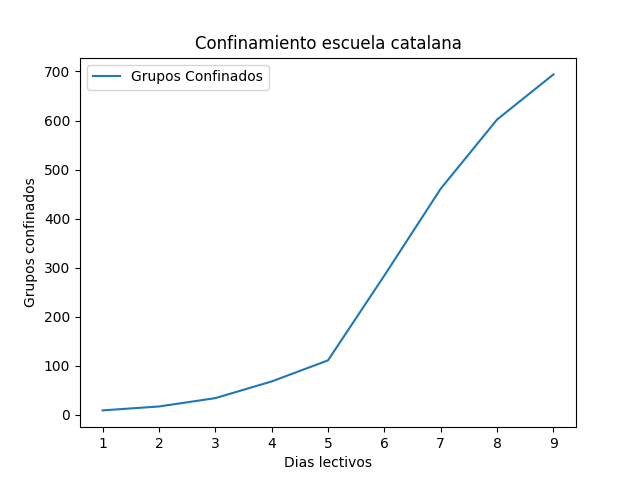 Confinamiento escuela catalana
Grupos Confinados
700
600
500
400
300
200
100
0
Grupos confinados
1 2 3 4 5 6 7 8 9
Dias lectivos